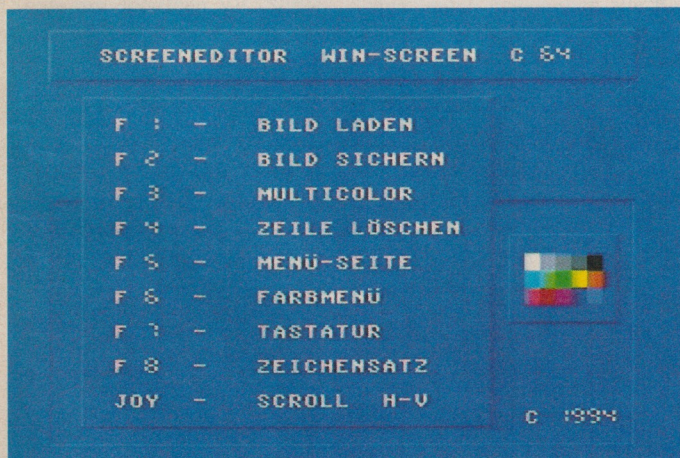 SCREENEDITOR WIN-SCREEN C 64
F 1 - BILD LADEN
F 2 - BILD SICHERN
F 3 - MULTICOLOR
F 4 - ZEILE LÖSCHEN
F 5 - MENÜ-SEITE
F 6 - FARBMENÜ
F 7 - TASTATUR
F 8 - ZEICHENSATZ
JOY - SCROLL H-V
C 1994